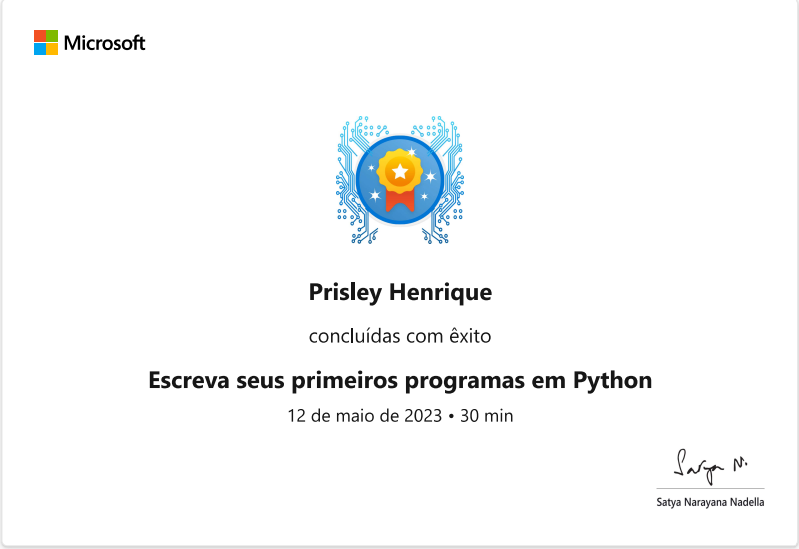 Microsoft
Prisley Henrique
concluídas com êxito
Escreva seus primeiros programas em Python
12 de maio de 2023 • 30 min
Satya N.
Satya Narayana Nadella